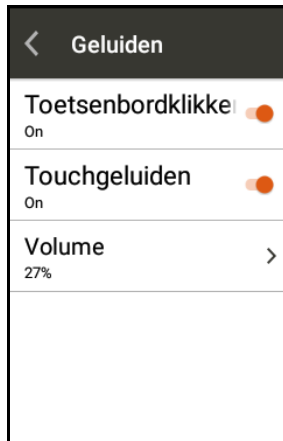 Geluiden
Toetsenbordklikke
On
Touchgeluiden
On
Volume
27%